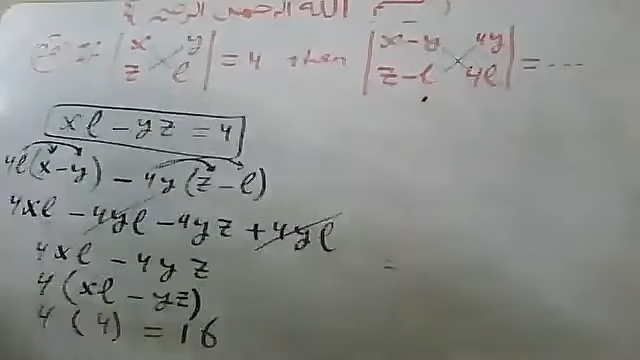 بسم الله الرحمن الرحيم
|x y| = 4 then |x-y 4y| = ...
|z l| |z-l 4l|
xl - yz = 4
4l(x-y) - 4y(z-l)
4xl - 4yl - 4yz + 4yl
4xl - 4yz
4(xl - yz)
4(4) = 16
=